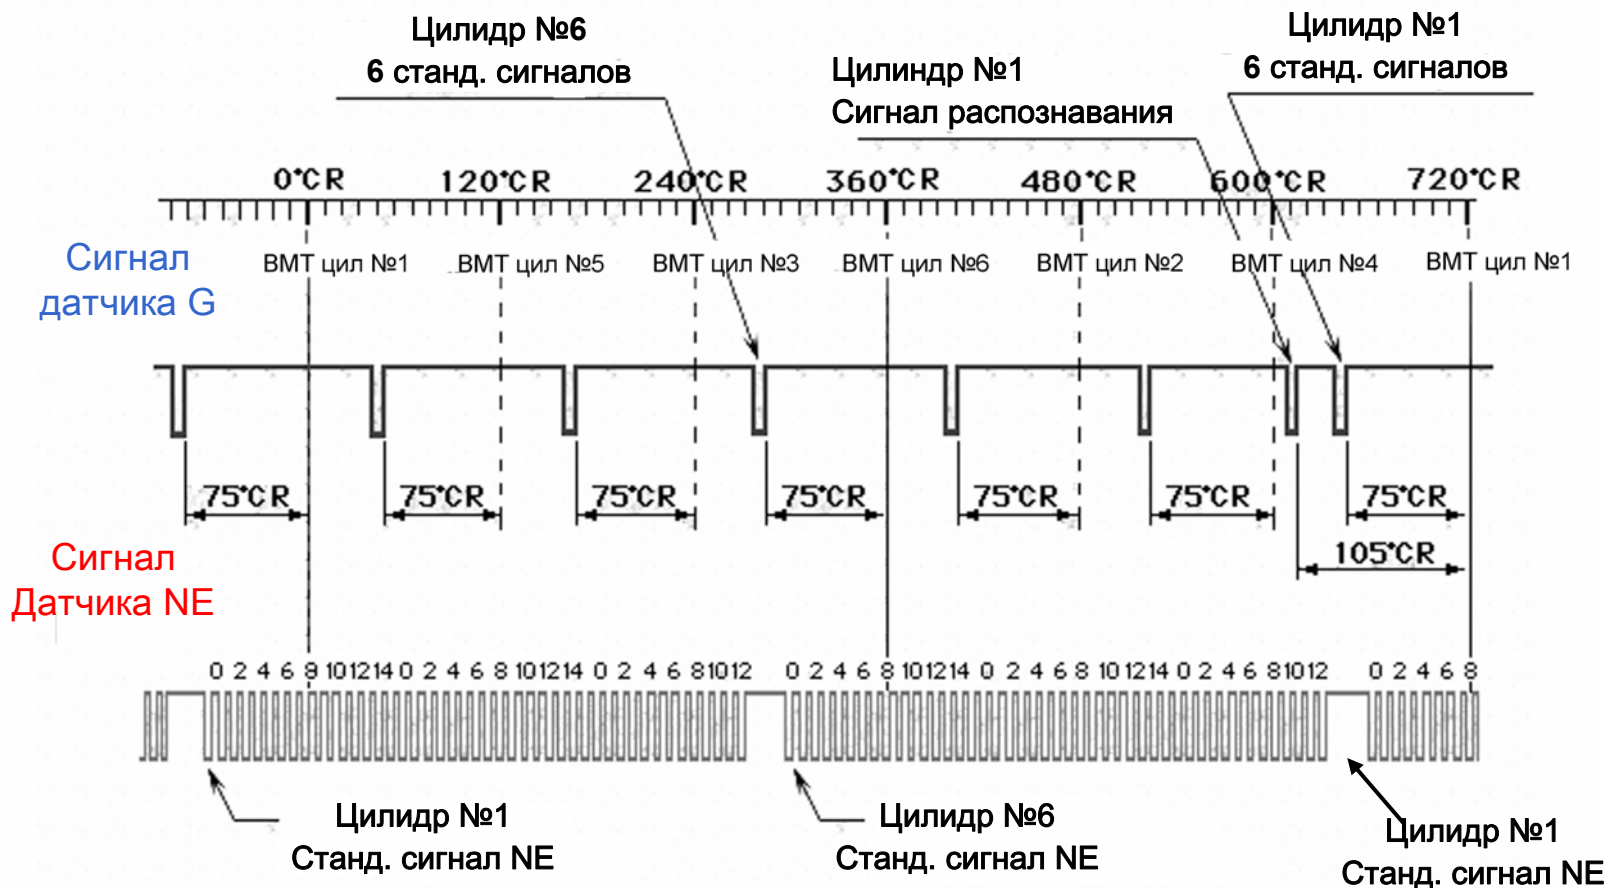 Цилидр №6
6 станд. сигналов
Цилиндр №1
Сигнал распознавания
Цилидр №1
6 станд. сигналов
0°CR 120°CR 240°CR 360°CR 480°CR 600°CR 720°CR
Сигнал
датчика G
ВМТ цил №1 ВМТ цил №5 ВМТ цил №3 ВМТ цил №6 ВМТ цил №2 ВМТ цил №4 ВМТ цил №1
75°CR 75°CR 75°CR 75°CR 75°CR 75°CR 75°CR
105°CR
Сигнал
Датчика NE
0 2 4 6 8 10 12 14 0 2 4 6 8 10 12 14 0 2 4 6 8 10 12 0 2 4 6 8 10 12 14 0 2 4 6 8 10 12 14 0 2 4 6 8 10 12 0 2 4 6 8
Цилидр №1
Станд. сигнал NE
Цилидр №6
Станд. сигнал NE
Цилидр №1
Станд. сигнал NE